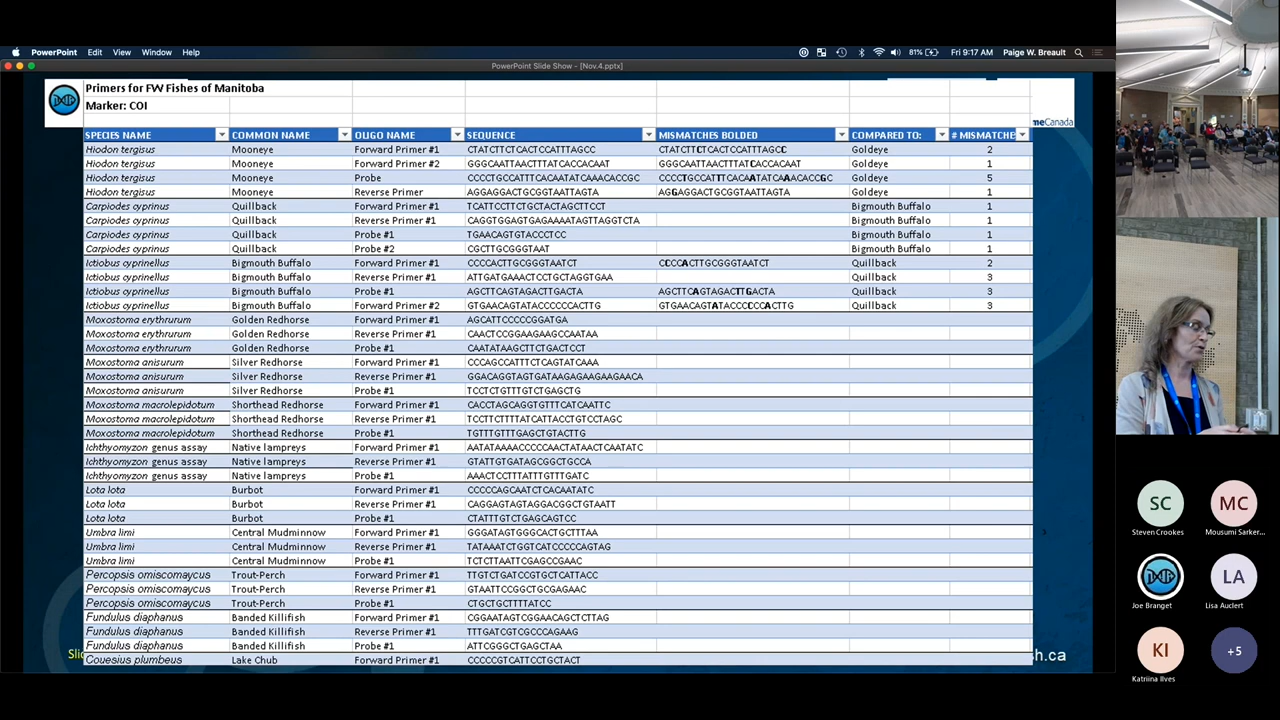 PowerPoint Edit View Window Help 81% Fri 9:17 AM Paige W. Breault
PowerPoint Slide Show - [Nov.4.pptx]
Primers for FW Fishes of Manitoba
Marker: COI
meCanada
SPECIES NAME COMMON NAME OLIGO NAME SEQUENCE MISMATCHES BOLDED COMPARED TO: # MISMATCHE
Hiodon tergisus Mooneye Forward Primer #1 CTATCTTCTCACTCCATTTAGCC CTATCTTCTCACTCCATTTAGCC Goldeye 2
Hiodon tergisus Mooneye Forward Primer #2 GGGCAATTAACTTTATCACCACAAT GGGCAATTAACTTTATCACCACAAT Goldeye 1
Hiodon tergisus Mooneye Probe CCCCTGCCATTTCACAATATCAAACACCGC CCCCTGCCATTTCACAATATCAAACACCGC Goldeye 5
Hiodon tergisus Mooneye Reverse Primer AGGAGGACTGCGGTAATTAGTA AGGAGGACTGCGGTAATTAGTA Goldeye 1
Carpiodes cyprinus Quillback Forward Primer #1 TCATTCCTTCTGCTACTAGCTTCCT Bigmouth Buffalo 1
Carpiodes cyprinus Quillback Reverse Primer #1 CAGGTGGAGTGAGAAAATAGTTAGGTCTA Bigmouth Buffalo 1
Carpiodes cyprinus Quillback Probe #1 TGAACAGTGTACCCTCC Bigmouth Buffalo 1
Carpiodes cyprinus Quillback Probe #2 CGCTTGCGGGTAAT Bigmouth Buffalo 1
Ictiobus cyprinellus Bigmouth Buffalo Forward Primer #1 CCCCACTTGCGGGTAATCT CCCCACTTGCGGGTAATCT Quillback 2
Ictiobus cyprinellus Bigmouth Buffalo Reverse Primer #1 ATTGATGAAACTCCTGCTAGGTGAA Quillback 3
Ictiobus cyprinellus Bigmouth Buffalo Probe #1 AGCTTCAGTAGACTTGACTA AGCTTCAGTAGACTTGACTA Quillback 3
Ictiobus cyprinellus Bigmouth Buffalo Forward Primer #2 GTGAACAGTATACCCCCCACTTG GTGAACAGTATACCCCCCACTTG Quillback 3
Moxostoma erythrurum Golden Redhorse Forward Primer #1 AGCATTCCCCCGGATGA
Moxostoma erythrurum Golden Redhorse Reverse Primer #1 CAACTCCGGAAGAAGCCAATAA
Moxostoma erythrurum Golden Redhorse Probe #1 CAATATAAGCTTCTGACTCCT
Moxostoma anisurum Silver Redhorse Forward Primer #1 CCCAGCCATTTCTCAGTATCAAA
Moxostoma anisurum Silver Redhorse Reverse Primer #1 GGACAGGTAGTGATAAGAGAAGAAGAACA
Moxostoma anisurum Silver Redhorse Probe #1 TCCTCTGTTTGTCTGAGCTG
Moxostoma macrolepidotum Shorthead Redhorse Forward Primer #1 CACCTAGCAGGTGTTTCATCAATTC
Moxostoma macrolepidotum Shorthead Redhorse Reverse Primer #1 TCCTTCTTTTATCATTACCTGTCCTAGC
Moxostoma macrolepidotum Shorthead Redhorse Probe #1 TGTTTGTTTGAGCTGTACTTG
Ichthyomyzon genus assay Native lampreys Forward Primer #1 AATATAAAACCCCCAACTATAACTCAATATC
Ichthyomyzon genus assay Native lampreys Reverse Primer #1 GTATTGTGATAGCGGCTGCCA
Ichthyomyzon genus assay Native lampreys Probe #1 AAACTCCTTTATTTGTTTGATC
Lota lota Burbot Forward Primer #1 CCCCCAGCAATCTCACAATATC
Lota lota Burbot Reverse Primer #1 CAGGAGTAGTAGGACGGCTGTAATT
Lota lota Burbot Probe #1 CTATTTGTCTGAGCAGTCC
Umbra limi Central Mudminnow Forward Primer #1 GGGATAGTGGGCACTGCTTTAA
Umbra limi Central Mudminnow Reverse Primer #1 TATAAATCTGGTCATCCCCCAGTAG
Umbra limi Central Mudminnow Probe #1 TCTCTTAATTCGAGCCGAAC
Percopsis omiscomaycus Trout-Perch Forward Primer #1 TTGTCTGATCCGTGCTCATTACC
Percopsis omiscomaycus Trout-Perch Reverse Primer #1 GTAATTCCGGCTGCGAGAAC
Percopsis omiscomaycus Trout-Perch Probe #1 CTGCTGCTTTTATCC
Fundulus diaphanus Banded Killifish Forward Primer #1 CGGAATAGTCGGAACAGCTCTTAG
Fundulus diaphanus Banded Killifish Reverse Primer #1 TTTGATCGTCGCCCAGAAG
Fundulus diaphanus Banded Killifish Probe #1 ATTCGGGCTGAGCTAA
Couesius plumbeus Lake Chub Forward Primer #1 CCCCCGTCATTCCTGCTACT
Slic
sh.ca
SC
Steven Crookes
MC
Mousumi Sarker...
Joe Branget
LA
Lisa Auclert
KI
Katriina Ilves
+5